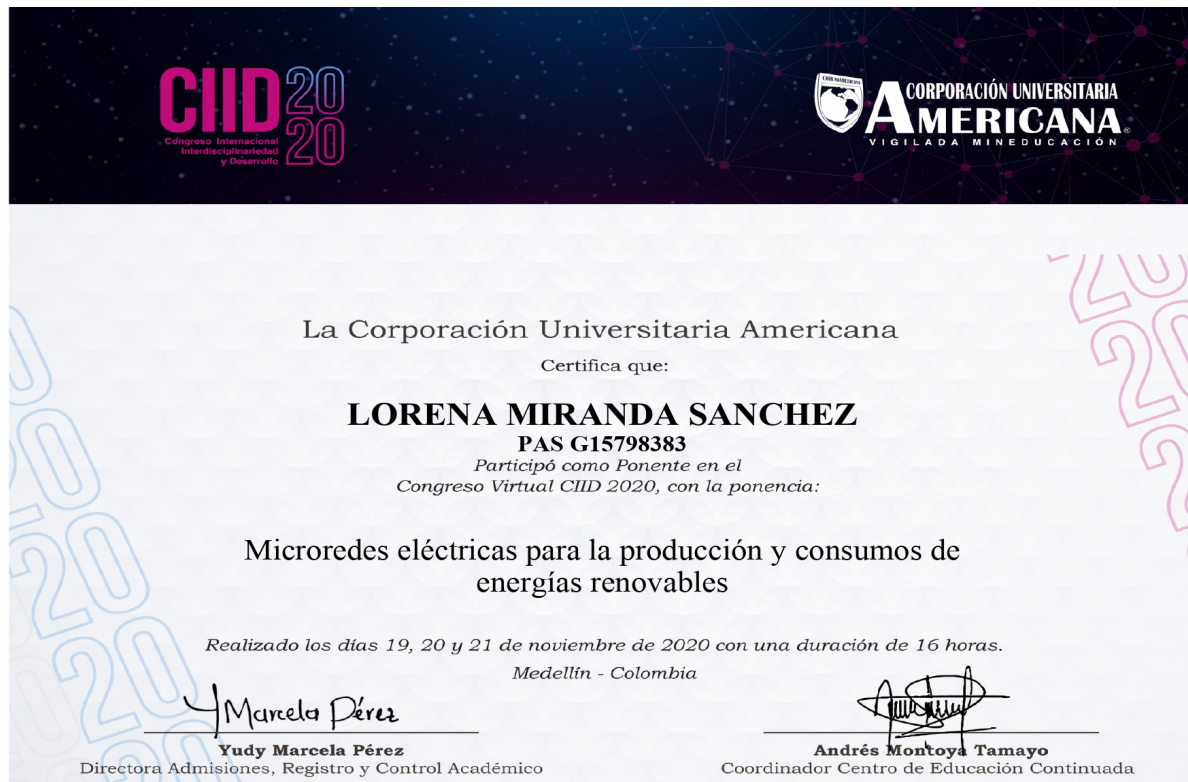 CIID 20
20
Congreso Internacional
Interdisciplinariedad
y Desarrollo
CORPORACIÓN UNIVERSITARIA
AMERICANA®
VIGILADA MINEDUCACIÓN
La Corporación Universitaria Americana
Certifica que:
LORENA MIRANDA SANCHEZ
PAS G15798383
Participó como Ponente en el
Congreso Virtual CIID 2020, con la ponencia:
Microredes eléctricas para la producción y consumos de
energías renovables
Realizado los días 19, 20 y 21 de noviembre de 2020 con una duración de 16 horas.
Medellín - Colombia
Y Marcela Pérez
Yudy Marcela Pérez
Directora Admisiones, Registro y Control Académico
Andrés Montoya Tamayo
Coordinador Centro de Educación Continuada